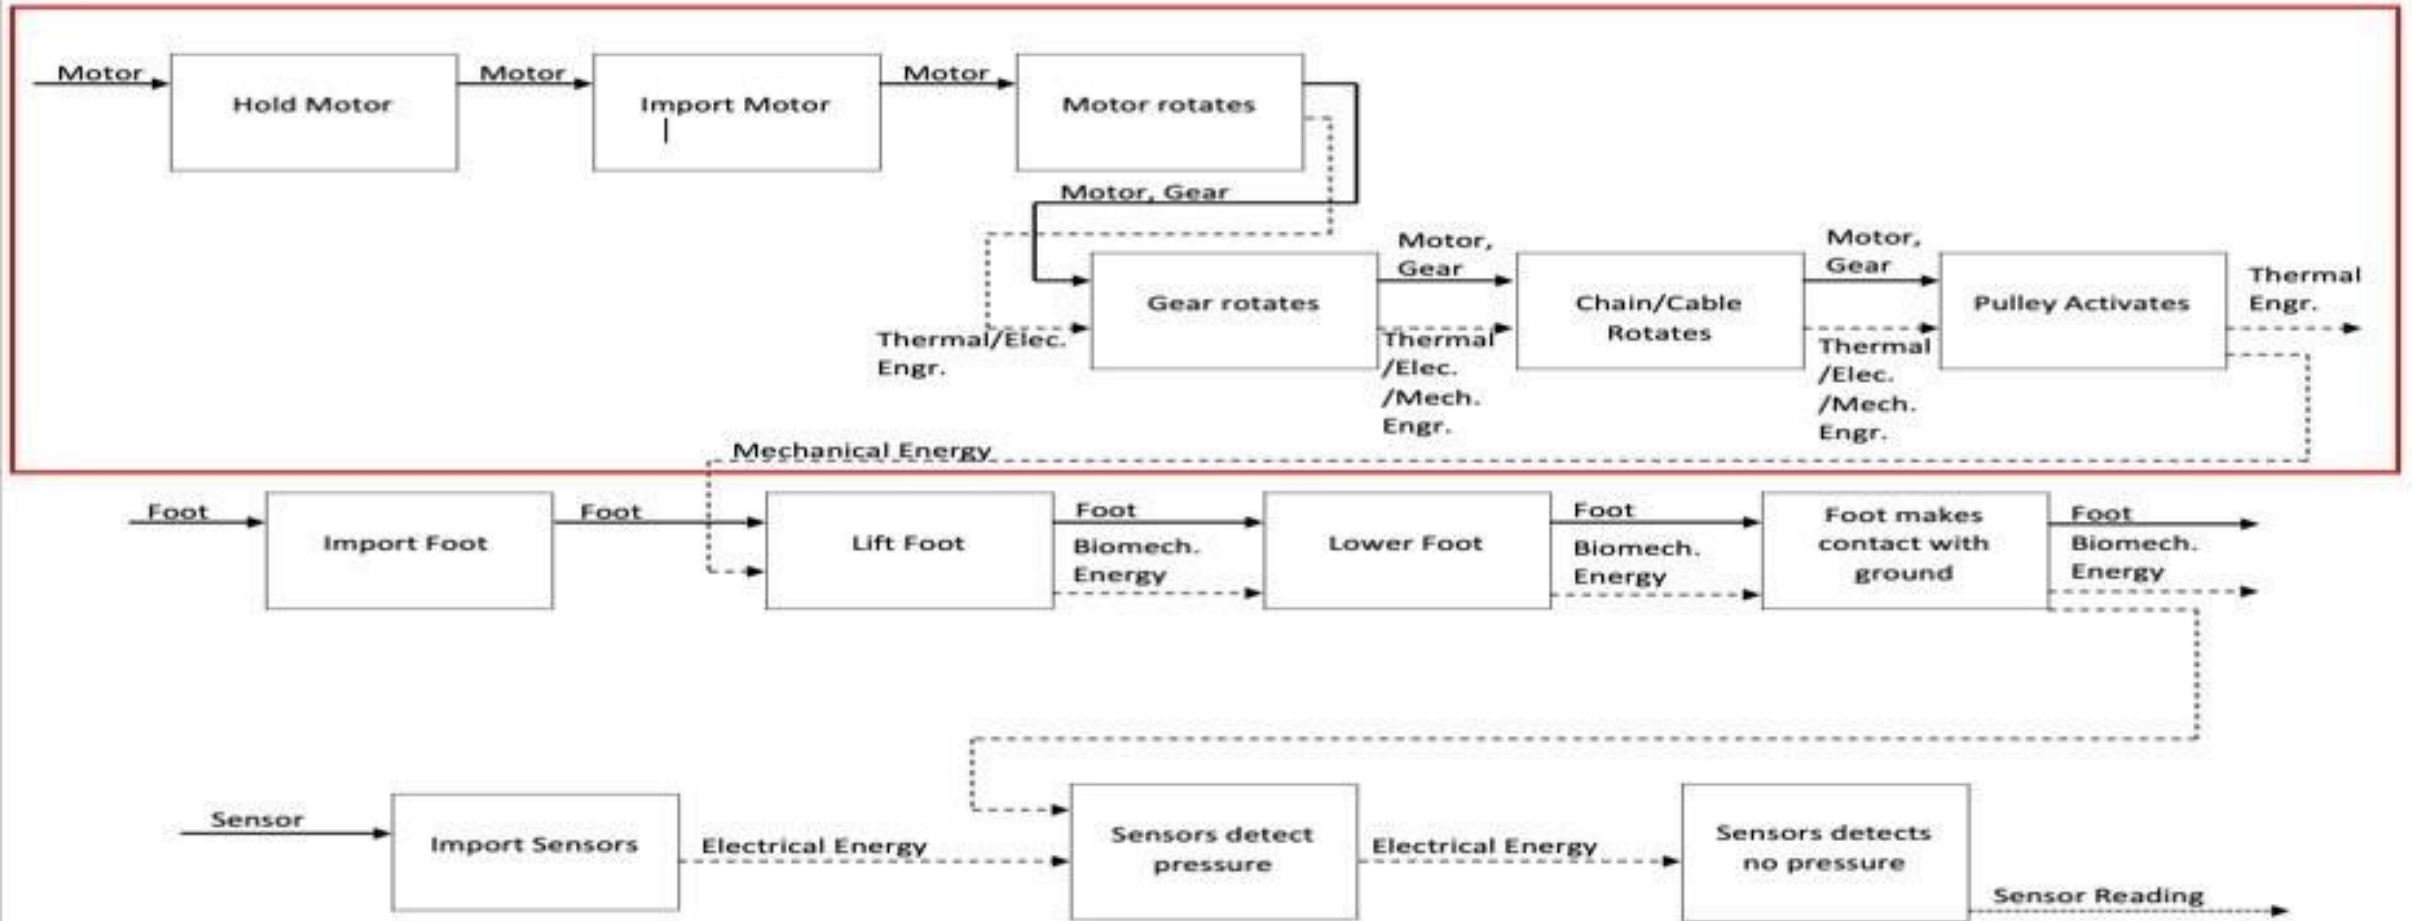 Motor
Hold Motor
Motor
Import Motor
Motor
Motor rotates
Motor, Gear
Thermal/Elec.
Engr.
Gear rotates
Motor,
Gear
Thermal
/Elec.
/Mech.
Engr.
Chain/Cable
Rotates
Motor,
Gear
Thermal
/Elec.
/Mech.
Engr.
Pulley Activates
Thermal
Engr.
Mechanical Energy
Foot
Import Foot
Foot
Lift Foot
Foot
Biomech.
Energy
Lower Foot
Foot
Biomech.
Energy
Foot makes
contact with
ground
Foot
Biomech.
Energy
Sensor
Import Sensors
Electrical Energy
Sensors detect
pressure
Electrical Energy
Sensors detects
no pressure
Sensor Reading